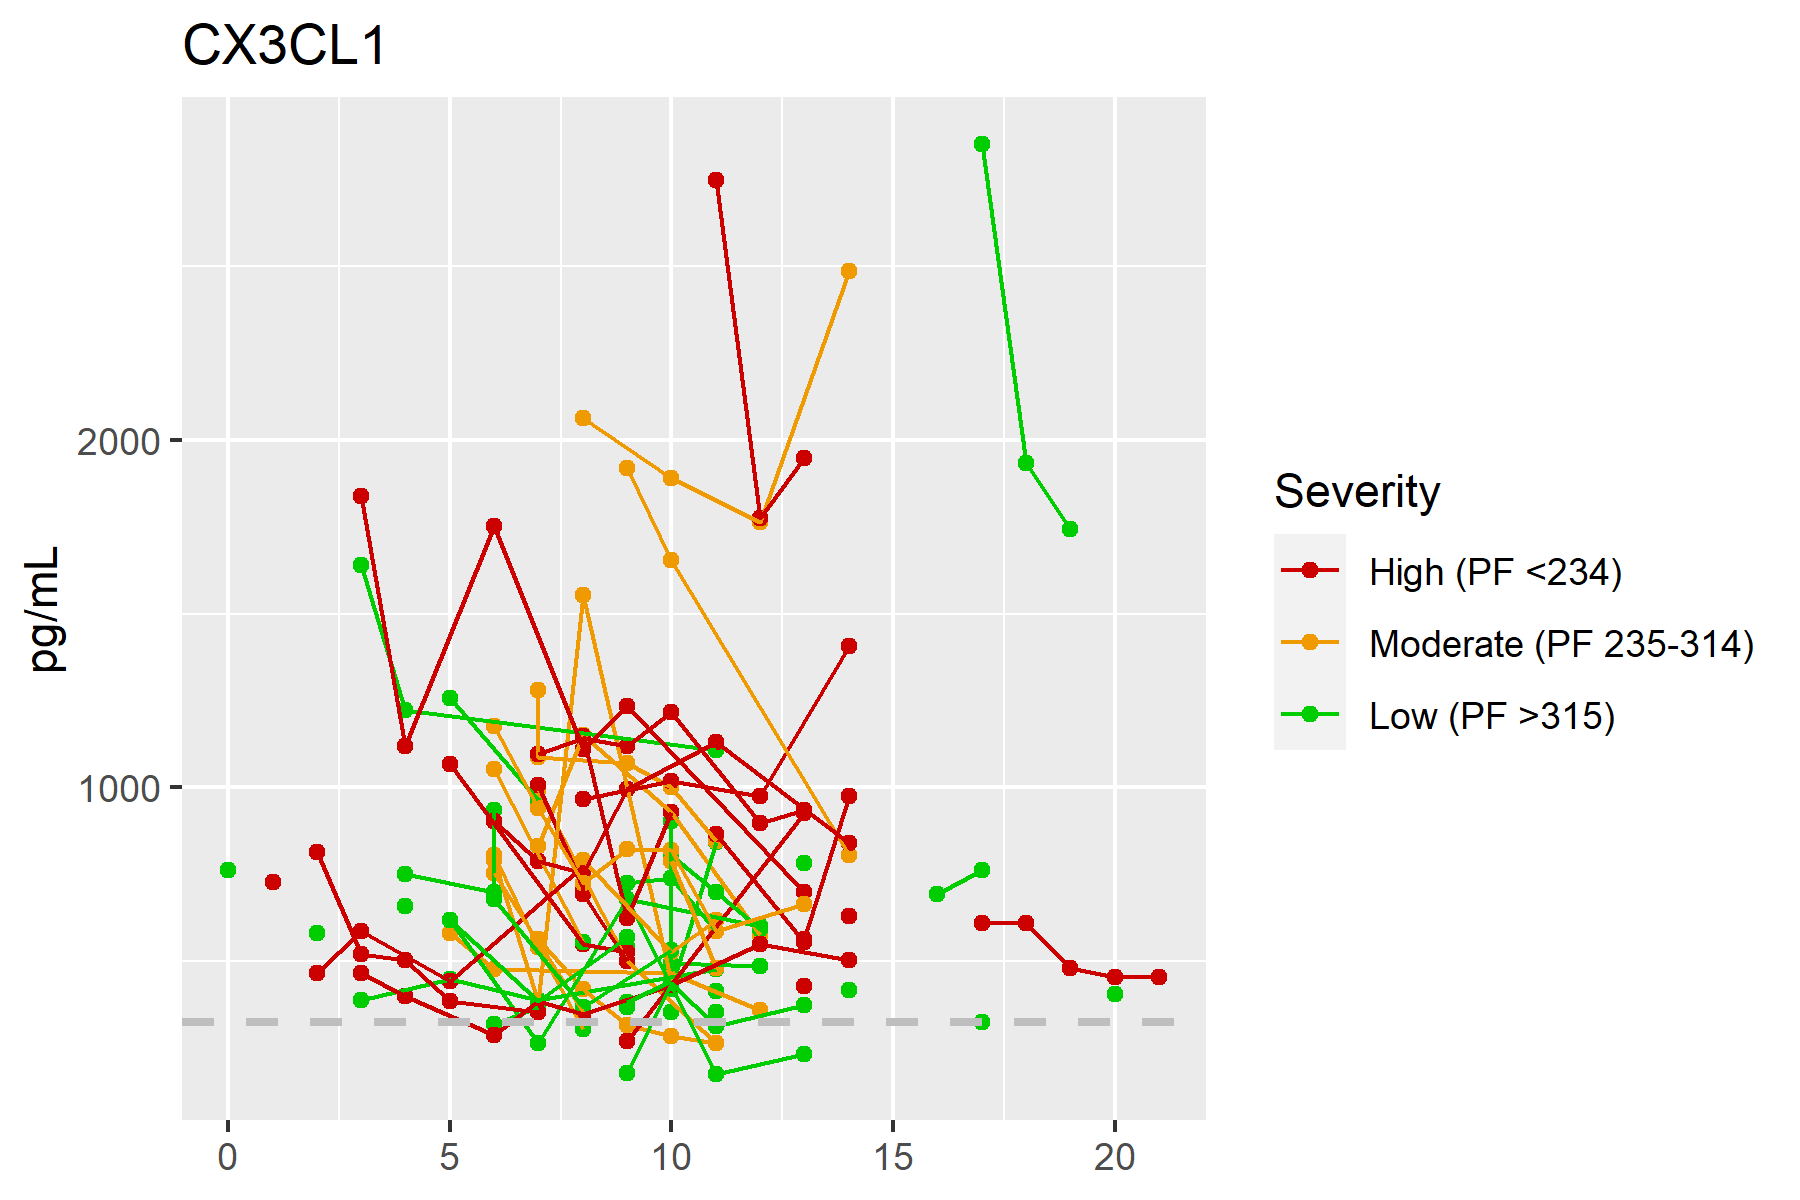 CX3CL1
pg/mL
2000
1000
0 5 10 15 20
Severity
High (PF <234)
Moderate (PF 235-314)
Low (PF >315)